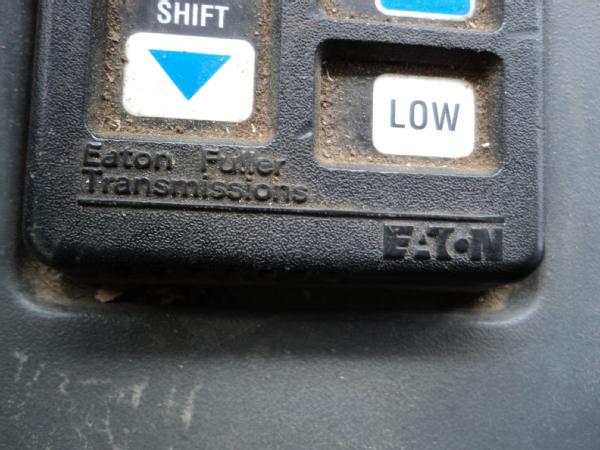 SHIFT
LOW
Eaton Fuller
Transmissions
EATON